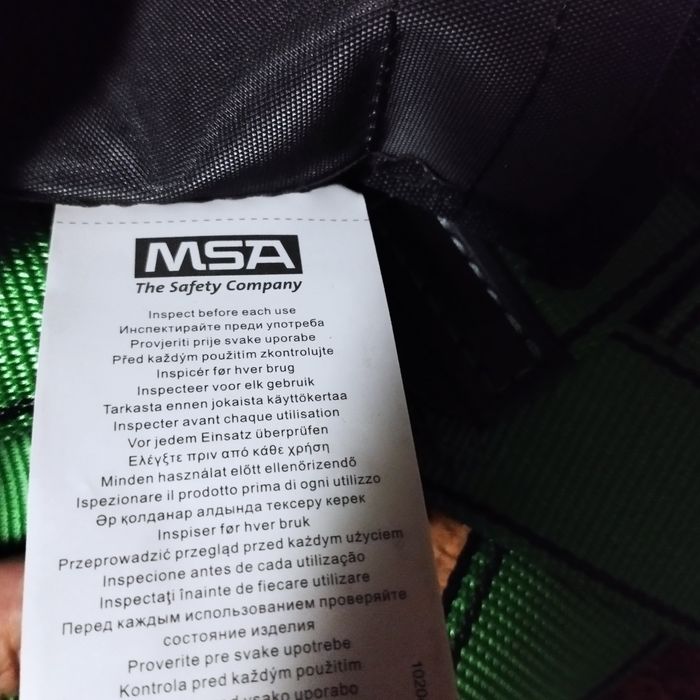 MSA
The Safety Company
Inspect before each use
Инспектирайте преди употреба
Provjeriti prije svake uporabe
Před každým použitím zkontrolujte
Inspicér før hver brug
Inspecteer voor elk gebruik
Tarkasta ennen jokaista käyttökertaa
Inspecter avant chaque utilisation
Vor jedem Einsatz überprüfen
Ελέγξτε πριν από κάθε χρήση
Minden használat előtt ellenőrizendő
Ispezionare il prodotto prima di ogni utilizzo
Әр қолданар алдында тексеру керек
Inspiser før hver bruk
Przeprowadzić przegląd przed każdym użyciem
Inspecione antes de cada utilização
Inspectaţi înainte de fiecare utilizare
Перед каждым использованием проверяйте
состояние изделия
Proverite pre svake upotrebe
Kontrola pred každým použitím
vsako uporabo
1020